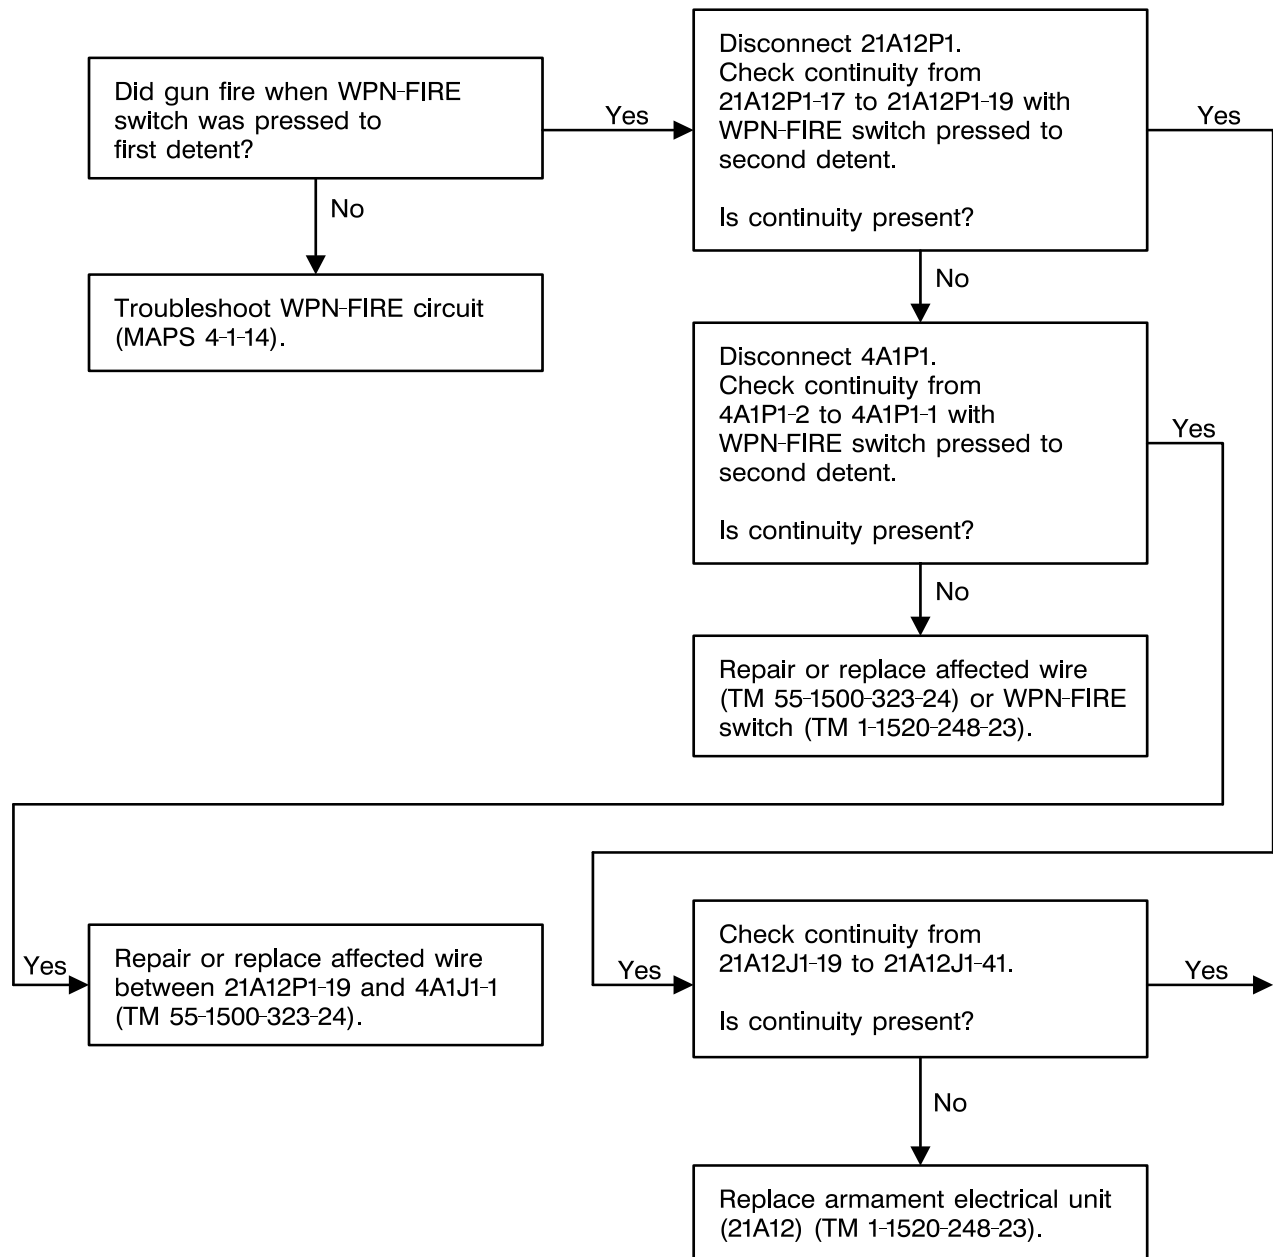 Did gun fire when WPN-FIRE
switch was pressed to
first detent?
Yes
Disconnect 21A12P1.
Check continuity from
21A12P1-17 to 21A12P1-19 with
WPN-FIRE switch pressed to
second detent.
Is continuity present?
Yes
No
Troubleshoot WPN-FIRE circuit
(MAPS 4-1-14).
No
Disconnect 4A1P1.
Check continuity from
4A1P1-2 to 4A1P1-1 with
WPN-FIRE switch pressed to
second detent.
Is continuity present?
Yes
No
Repair or replace affected wire
(TM 55-1500-323-24) or WPN-FIRE
switch (TM 1-1520-248-23).
Yes
Repair or replace affected wire
between 21A12P1-19 and 4A1J1-1
(TM 55-1500-323-24).
Yes
Check continuity from
21A12J1-19 to 21A12J1-41.
Is continuity present?
Yes
No
Replace armament electrical unit
(21A12) (TM 1-1520-248-23).